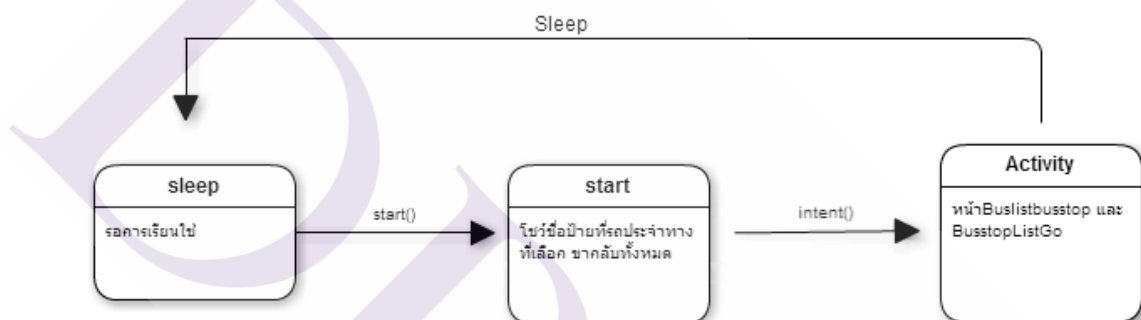 Sleep
sleep
รอการเรียนใช่
start()
start
โชว์ชื่อป้ายที่รถประจำทาง
ที่เลือก ขากลับทั้งหมด
intent()
Activity
หน้าBuslistbusstop และ
BusstopListGo